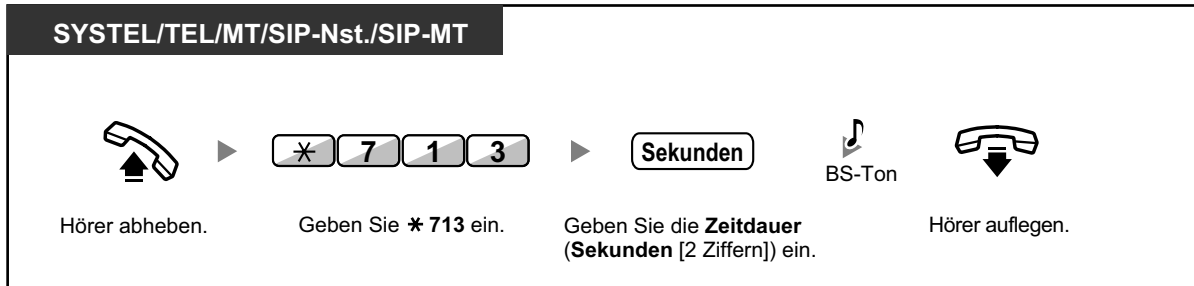 SYSTEL/TEL/MT/SIP-Nst./SIP-MT
✳ 7 1 3
Sekunden
BS-Ton
Hörer abheben.
Geben Sie ✳ 713 ein.
Geben Sie die Zeitdauer
(Sekunden [2 Ziffern]) ein.
Hörer auflegen.